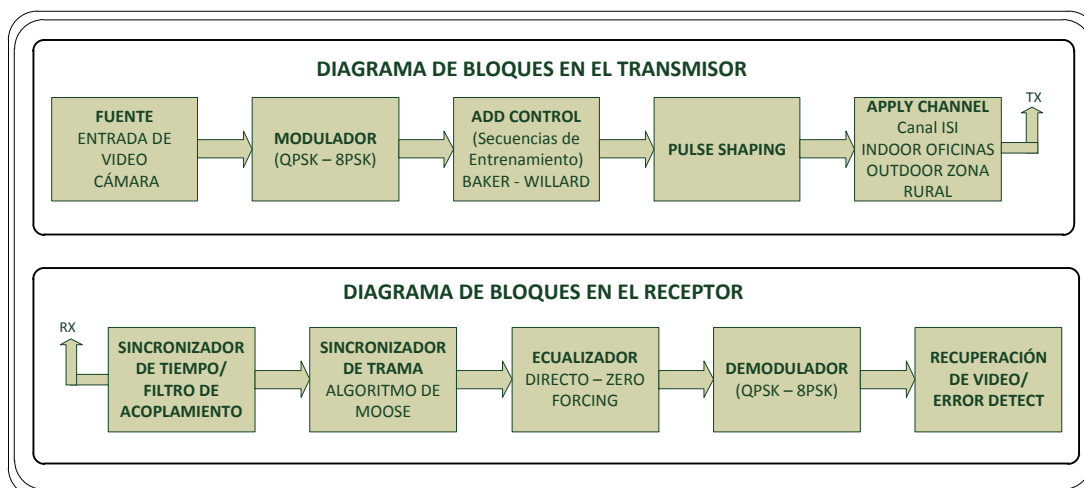 DIAGRAMA DE BLOQUES EN EL TRANSMISOR
FUENTE
ENTRADA DE
VIDEO
CÁMARA
MODULADOR
(QPSK – 8PSK)
ADD CONTROL
(Secuencias de
Entrenamiento)
BAKER - WILLARD
PULSE SHAPING
APPLY CHANNEL
Canal ISI
INDOOR OFICINAS
OUTDOOR ZONA
RURAL
TX
DIAGRAMA DE BLOQUES EN EL RECEPTOR
RX
SINCRONIZADOR
DE TIEMPO/
FILTRO DE
ACOPLAMIENTO
SINCRONIZADOR
DE TRAMA
ALGORITMO DE
MOOSE
ECUALIZADOR
DIRECTO – ZERO
FORCING
DEMODULADOR
(QPSK – 8PSK)
RECUPERACIÓN
DE VIDEO/
ERROR DETECT